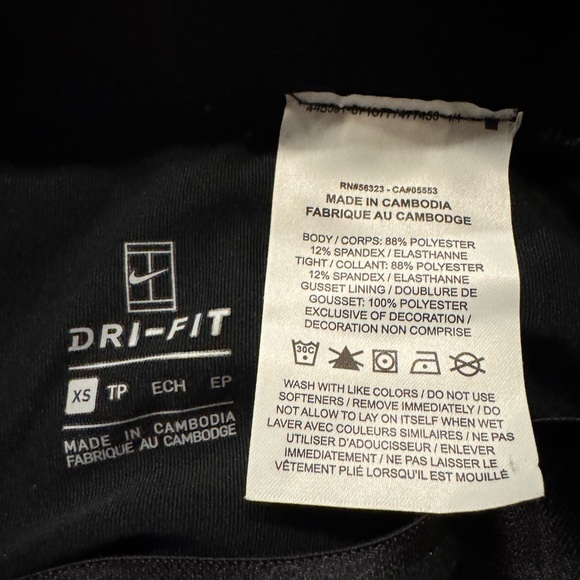 RN#56323 - CA#05553
MADE IN CAMBODIA
FABRIQUE AU CAMBODGE
BODY / CORPS: 88% POLYESTER
12% SPANDEX / ELASTHANNE
TIGHT / COLLANT: 88% POLYESTER
12% SPANDEX / ELASTHANNE
GUSSET LINING / DOUBLURE DE
GOUSSET: 100% POLYESTER
EXCLUSIVE OF DECORATION /
DECORATION NON COMPRISE
30C
WASH WITH LIKE COLORS / DO NOT USE
SOFTENERS / REMOVE IMMEDIATELY / DO
NOT ALLOW TO LAY ON ITSELF WHEN WET
LAVER AVEC COULEURS SIMILAIRES / NE PAS
UTILISER D'ADOUCISSEUR / ENLEVER
IMMEDIATEMENT / NE PAS LAISSER LE
VÊTEMENT PLIÉ LORSQU'IL EST MOUILLÉ
DRI-FIT
XS TP ECH EP
MADE IN CAMBODIA
FABRIQUE AU CAMBODGE